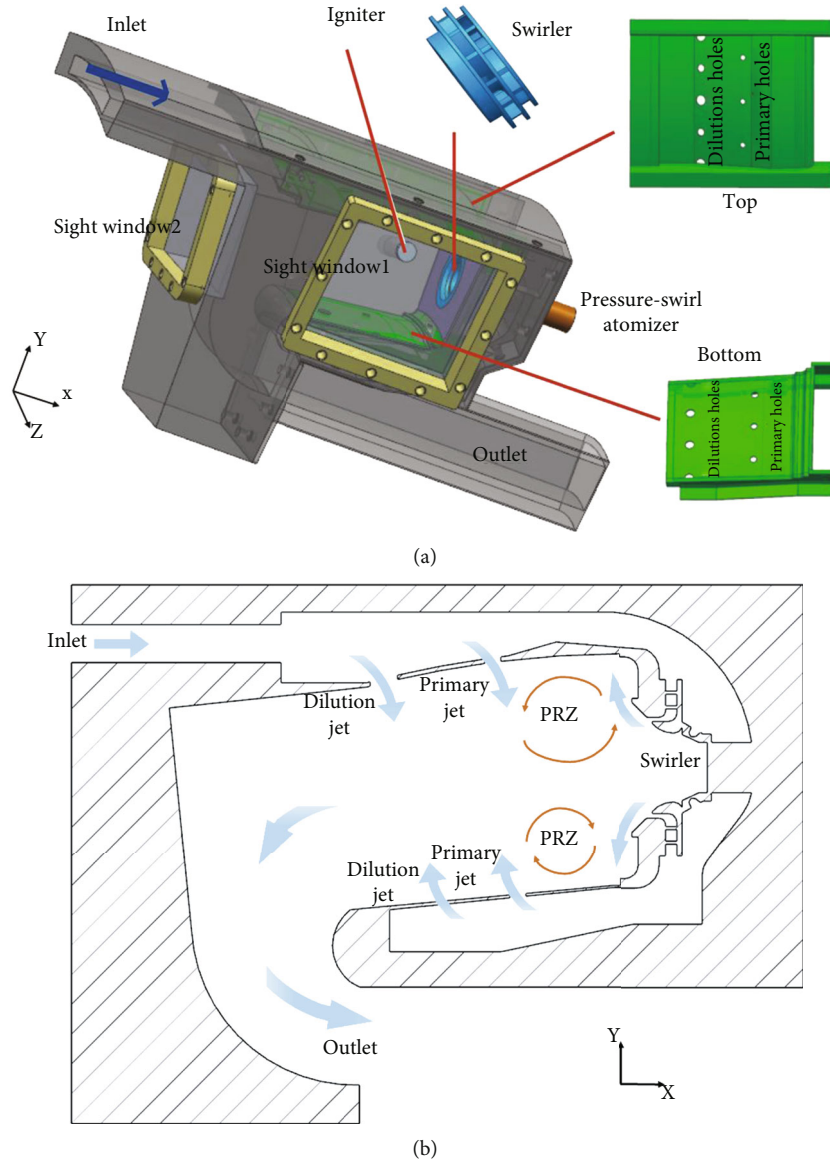 Inlet
Igniter
Swirler
Dilutions holes
Primary holes
Top
Sight window2
Sight window1
Pressure-swirl
atomizer
Y
x
Z
Bottom
Dilutions holes
Primary holes
Outlet
(a)
Inlet
Dilution
jet
Primary
jet
PRZ
Swirler
PRZ
Primary
jet
Dilution
jet
Outlet
Y
X
(b)